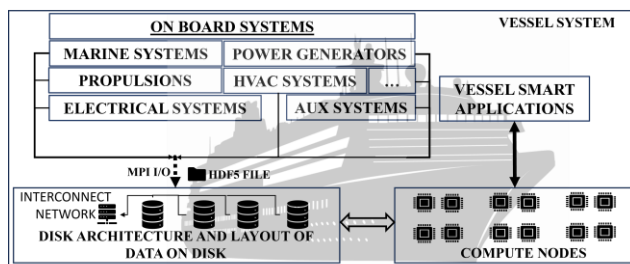 VESSEL SYSTEM
ON BOARD SYSTEMS
MARINE SYSTEMS
POWER GENERATORS
PROPULSIONS
HVAC SYSTEMS
...
ELECTRICAL SYSTEMS
AUX SYSTEMS
VESSEL SMART
APPLICATIONS
MPI I/O
HDF5 FILE
INTERCONNECT
NETWORK
DISK ARCHITECTURE AND LAYOUT OF
DATA ON DISK
COMPUTE NODES